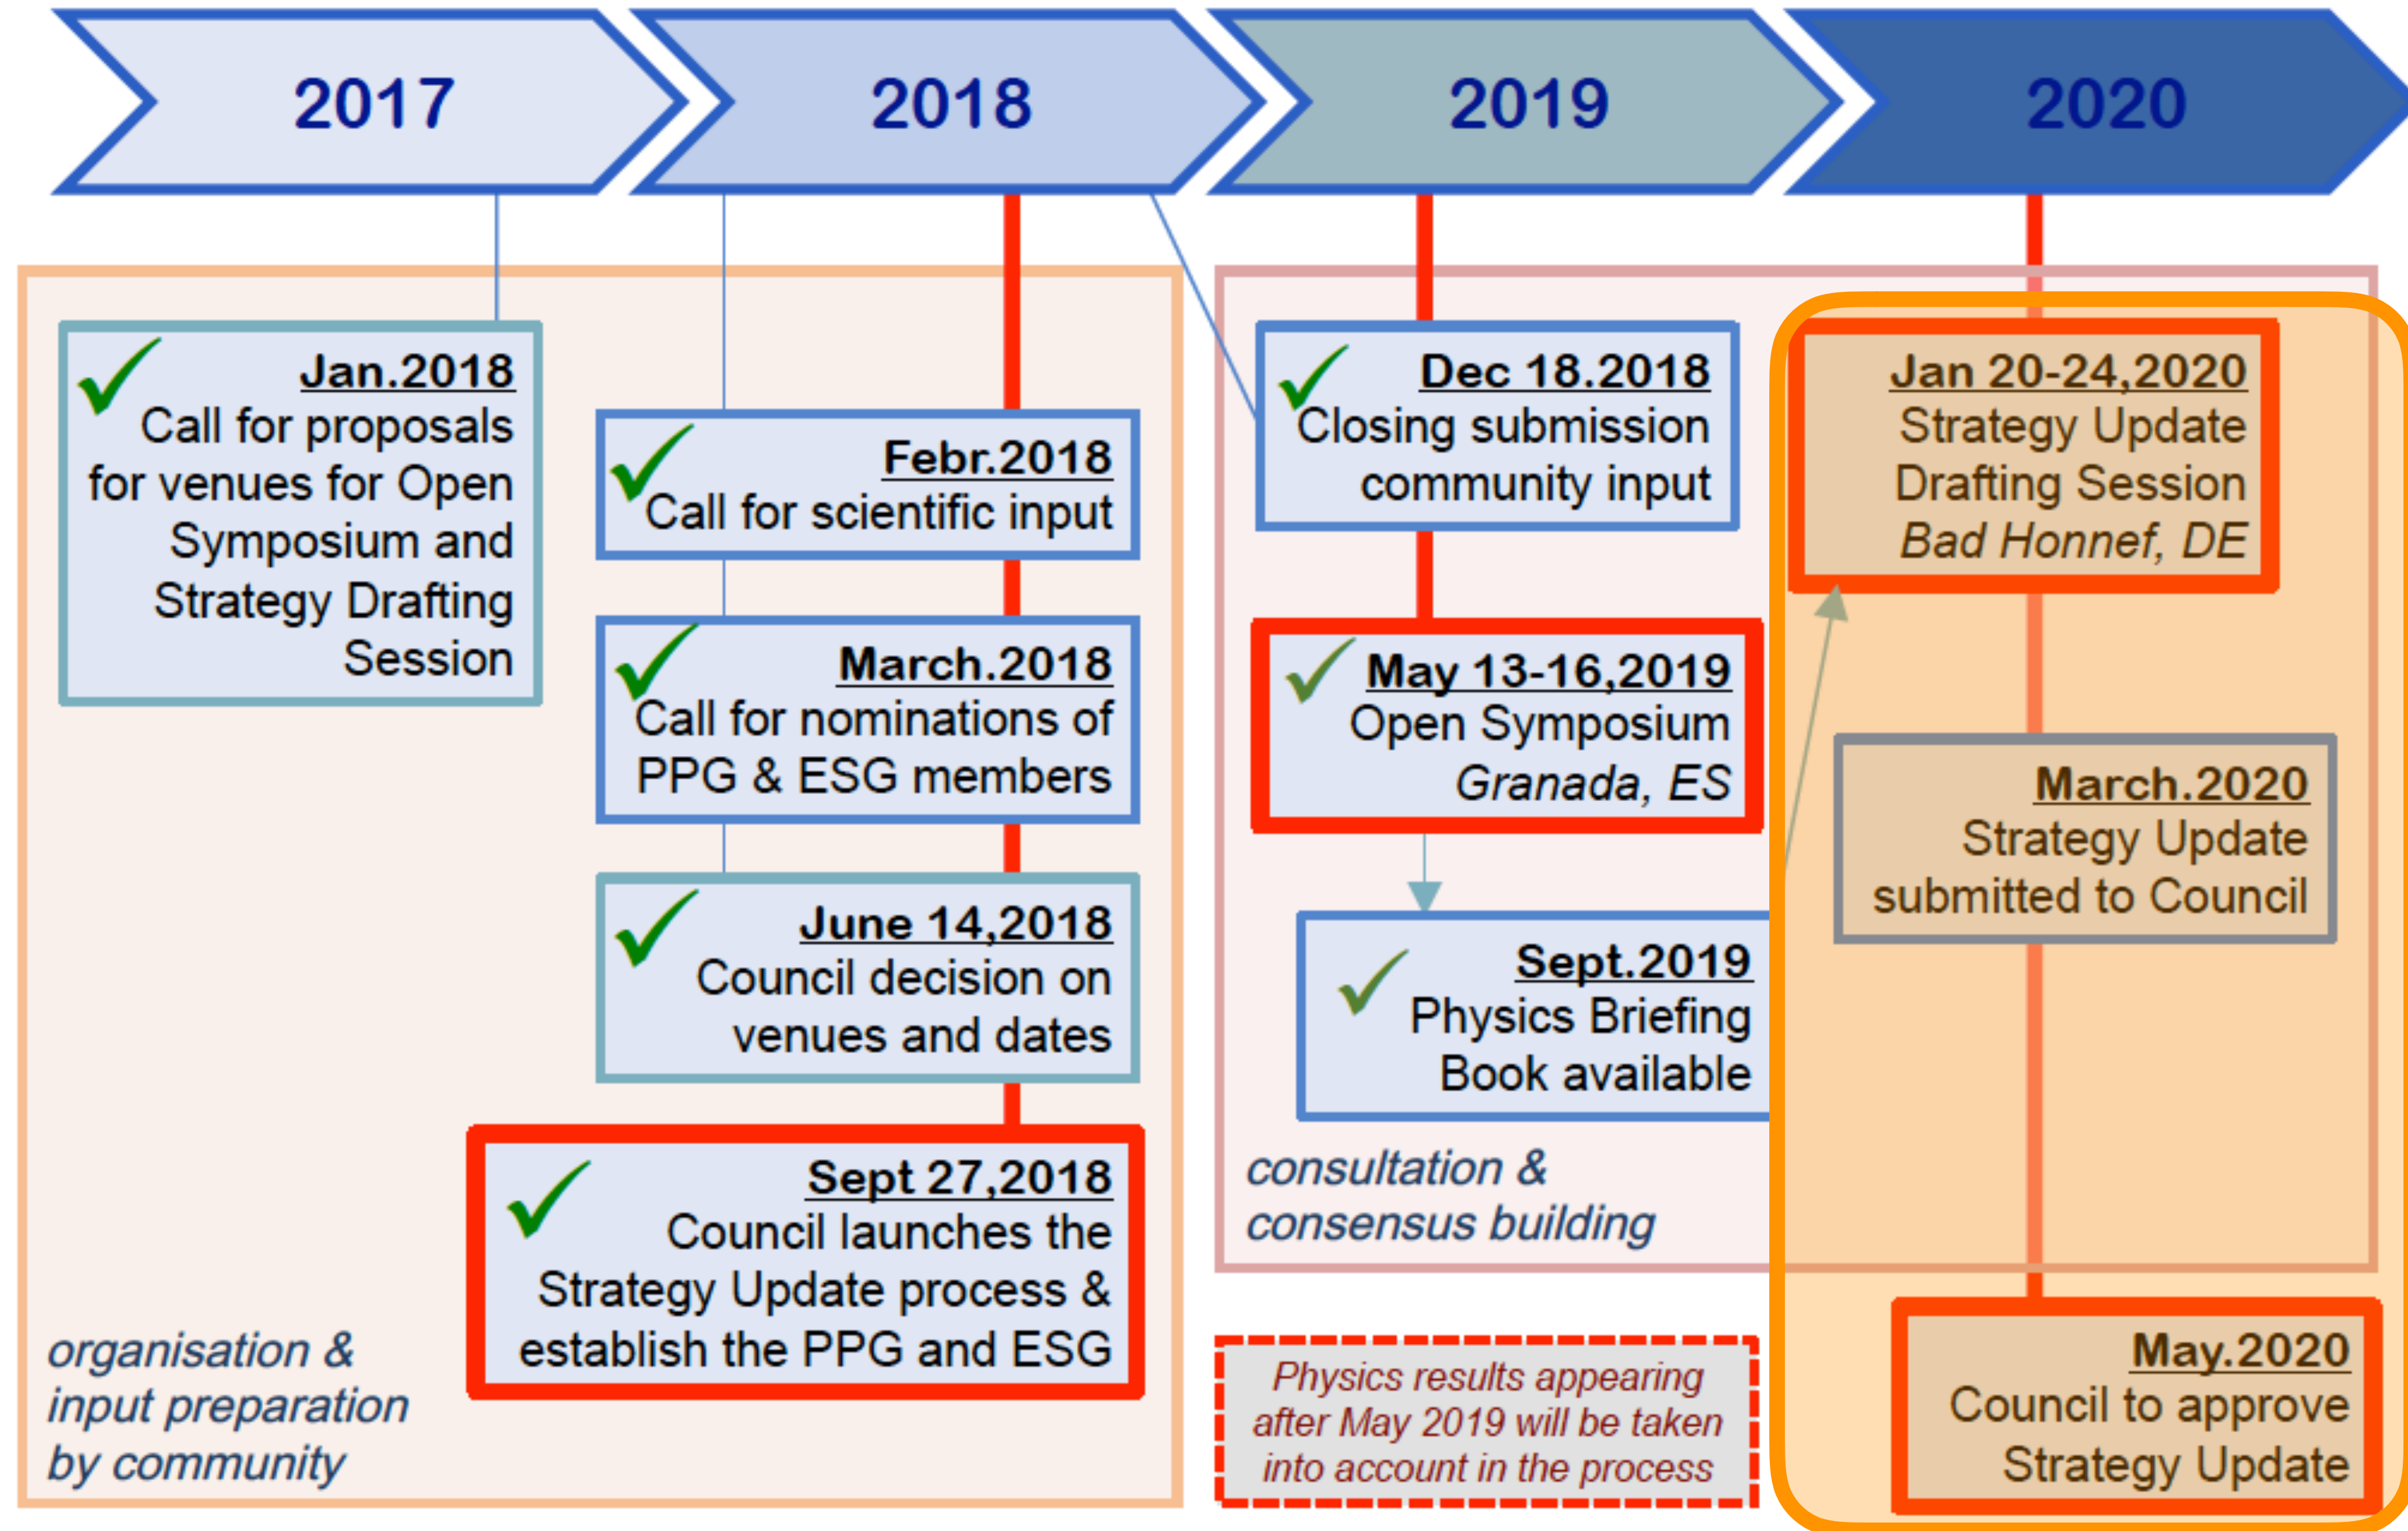 2017
2018
2019
2020
Jan.2018
Call for proposals
for venues for Open
Symposium and
Strategy Drafting
Session
Febr.2018
Call for scientific input
March.2018
Call for nominations of
PPG & ESG members
June 14,2018
Council decision on
venues and dates
Sept 27,2018
Council launches the
Strategy Update process &
establish the PPG and ESG
organisation &
input preparation
by community
Dec 18.2018
Closing submission
community input
May 13-16,2019
Open Symposium
Granada, ES
Sept.2019
Physics Briefing
Book available
consultation &
consensus building
Physics results appearing
after May 2019 will be taken
into account in the process
Jan 20-24,2020
Strategy Update
Drafting Session
Bad Honnef, DE
March.2020
Strategy Update
submitted to Council
May.2020
Council to approve
Strategy Update